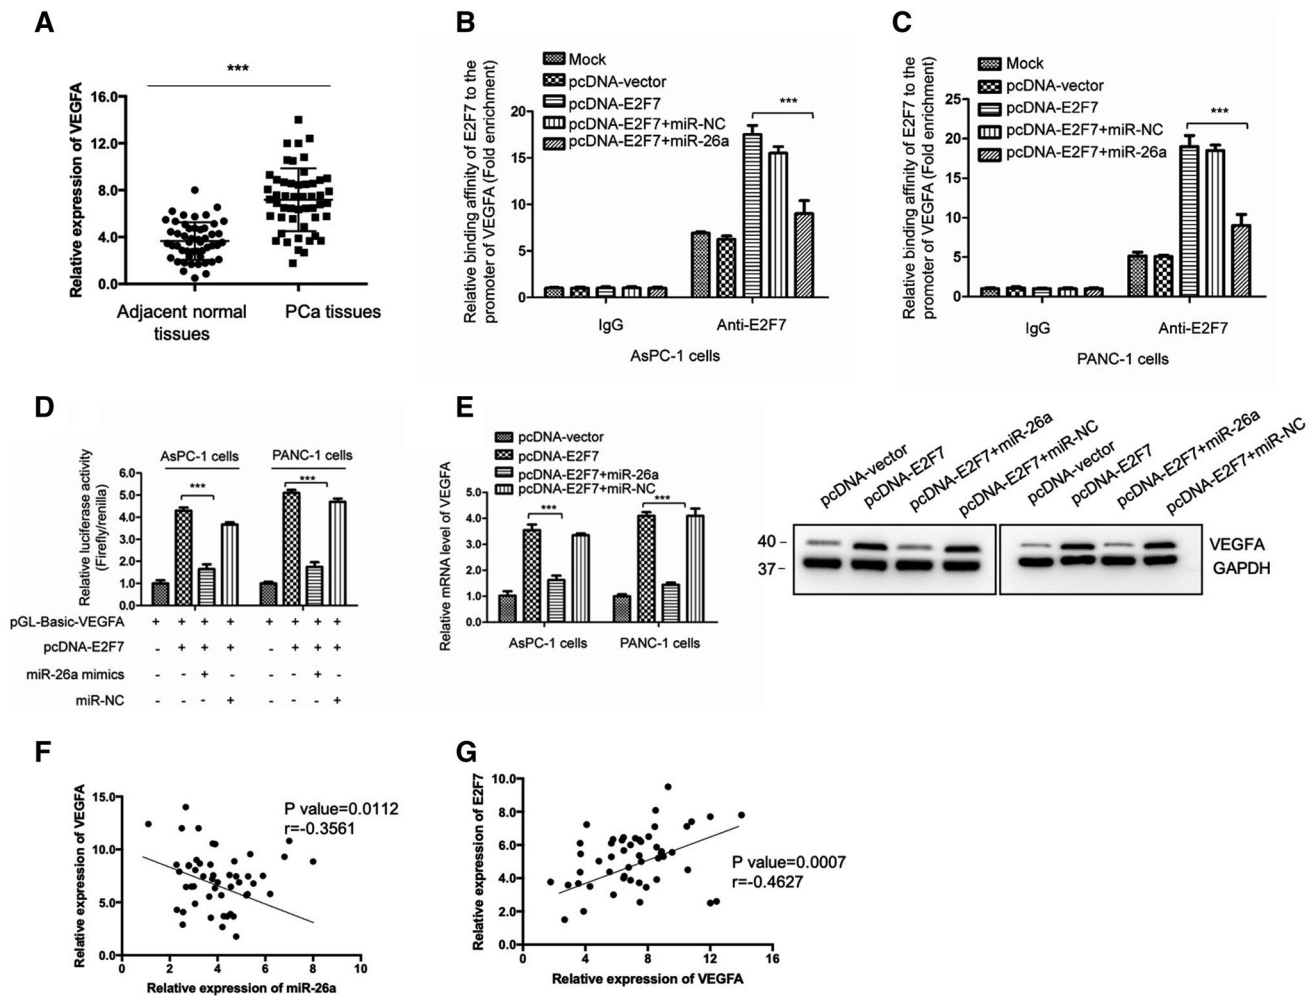 A
***
Relative expression of VEGFA
16.0
12.0
8.0
4.0
0.0
Adjacent normal
tissues
PCa tissues
B
Mock
pcDNA-vector
pcDNA-E2F7
pcDNA-E2F7+miR-NC
pcDNA-E2F7+miR-26a
***
Relative binding affinity of E2F7 to the
promoter of VEGFA (Fold enrichment)
20
15
10
5
0
IgG
Anti-E2F7
AsPC-1 cells
C
Mock
pcDNA-vector
pcDNA-E2F7
pcDNA-E2F7+miR-NC
pcDNA-E2F7+miR-26a
***
Relative binding affinity of E2F7 to the
promoter of VEGFA (Fold enrichment)
25
20
15
10
5
0
IgG
Anti-E2F7
PANC-1 cells
D
AsPC-1 cells
PANC-1 cells
***
***
Relative luciferase activity
(Firefly/renilla)
6.0
5.0
4.0
3.0
2.0
1.0
0.0
pGL-Basic-VEGFA + + + + + + + +
pcDNA-E2F7 - + + + - + + +
miR-26a mimics - - + - - - + -
miR-NC - - - + - - - +
E
pcDNA-vector
pcDNA-E2F7
pcDNA-E2F7+miR-26a
pcDNA-E2F7+miR-NC
***
***
Relative mRNA level of VEGFA
5.0
4.0
3.0
2.0
1.0
0.0
AsPC-1 cells
PANC-1 cells
pcDNA-vector
pcDNA-E2F7
pcDNA-E2F7+miR-26a
pcDNA-E2F7+miR-NC
pcDNA-vector
pcDNA-E2F7
pcDNA-E2F7+miR-26a
pcDNA-E2F7+miR-NC
40
37
VEGFA
GAPDH
F
Relative expression of VEGFA
15.0
10.0
5.0
0.0
P value=0.0112
r=-0.3561
0 2 4 6 8 10
Relative expression of miR-26a
G
Relative expression of E2F7
10.0
8.0
6.0
4.0
2.0
0.0
P value=0.0007
r=-0.4627
0 4 8 12 16
Relative expression of VEGFA